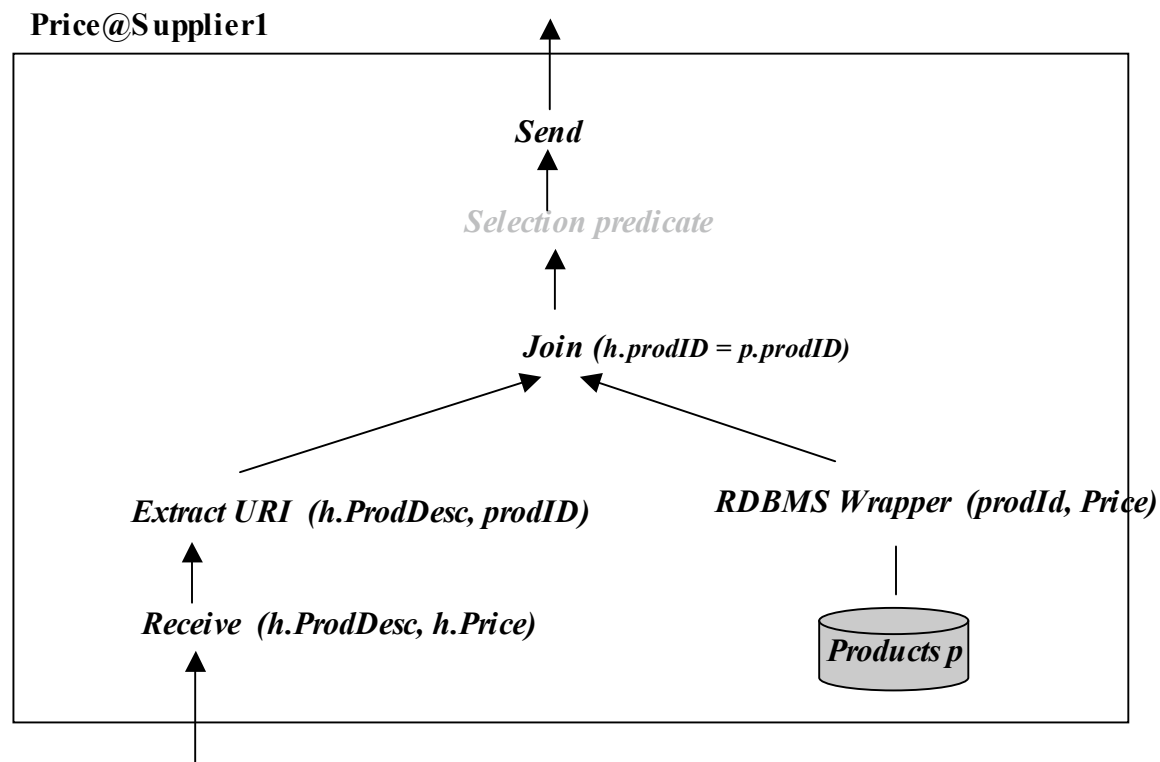 Price@Supplier1
Send
Selection predicate
Join (h.prodID = p.prodID)
Extract URI (h.ProdDesc, prodID)
RDBMS Wrapper (prodId, Price)
Receive (h.ProdDesc, h.Price)
Products p